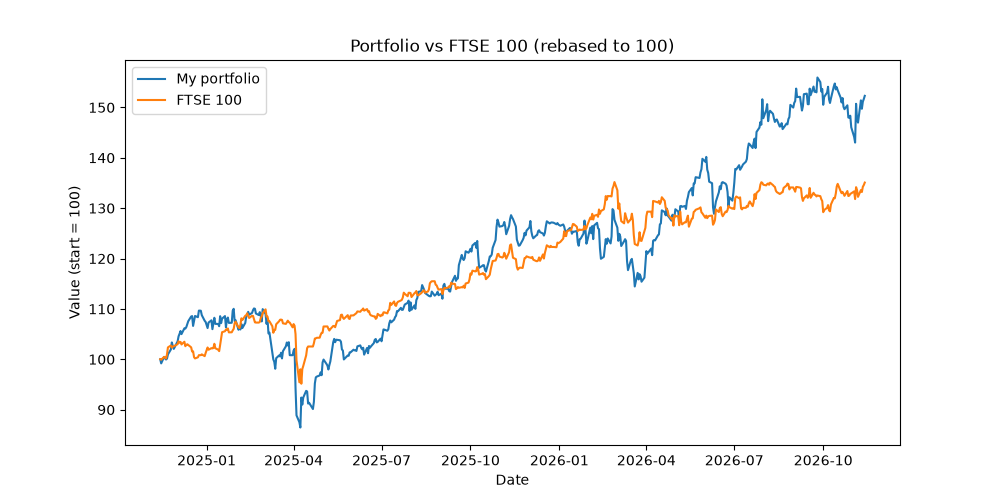 Portfolio vs FTSE 100 (rebased to 100)
My portfolio
FTSE 100
Value (start = 100)
150
140
130
120
110
100
90
2025-01 2025-04 2025-07 2025-10 2026-01 2026-04 2026-07 2026-10
Date